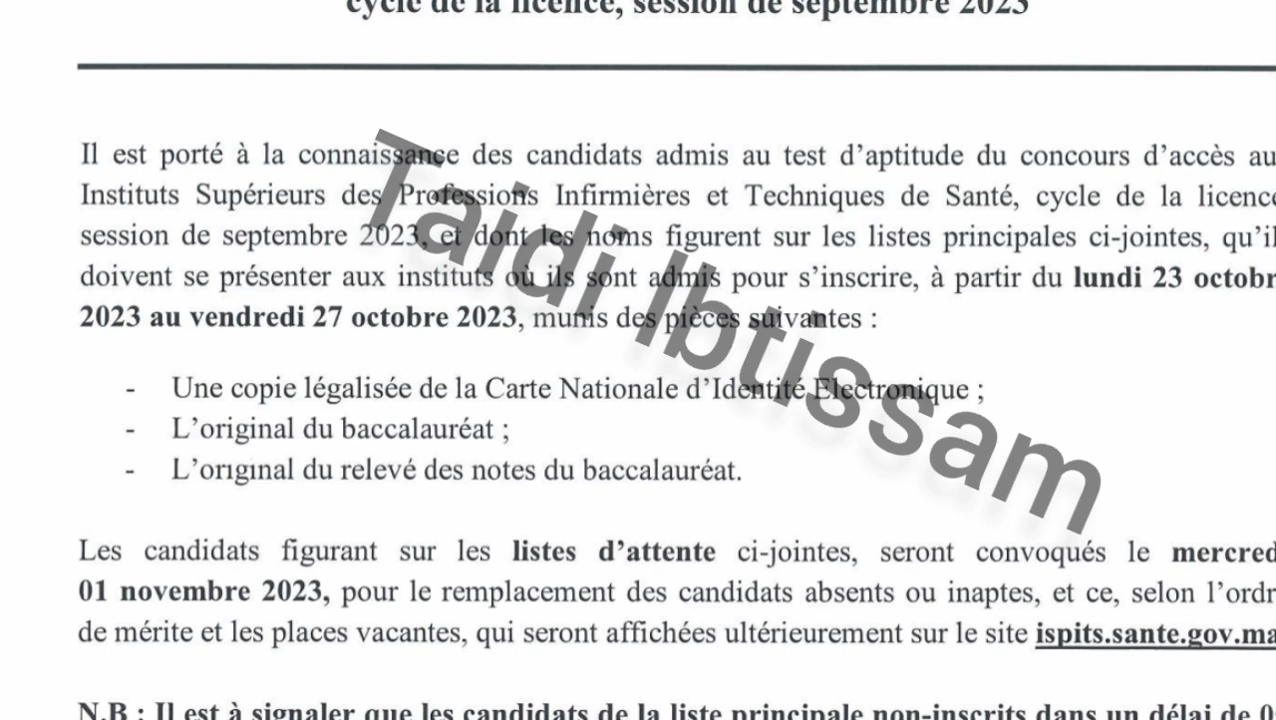 cycle de la licence, session de septembre 2023
Il est porté à la connaissance des candidats admis au test d'aptitude du concours d'accès au
Instituts Supérieurs des Professions Infirmières et Techniques de Santé, cycle de la licence
session de septembre 2023, et dont les noms figurent sur les listes principales ci-jointes, qu'il
doivent se présenter aux instituts où ils sont admis pour s'inscrire, à partir du lundi 23 octobr
2023 au vendredi 27 octobre 2023, munis des pièces suivantes :
- Une copie légalisée de la Carte Nationale d'Identité Electronique ;
- L'original du baccalauréat ;
- L'original du relevé des notes du baccalauréat.
Les candidats figurant sur les listes d'attente ci-jointes, seront convoqués le mercred
01 novembre 2023, pour le remplacement des candidats absents ou inaptes, et ce, selon l'ordr
de mérite et les places vacantes, qui seront affichées ultérieurement sur le site ispits.sante.gov.ma
N.B : Il est à signaler que les candidats de la liste principale non-inscrits dans un délai de 0
Taidi Ibtissam